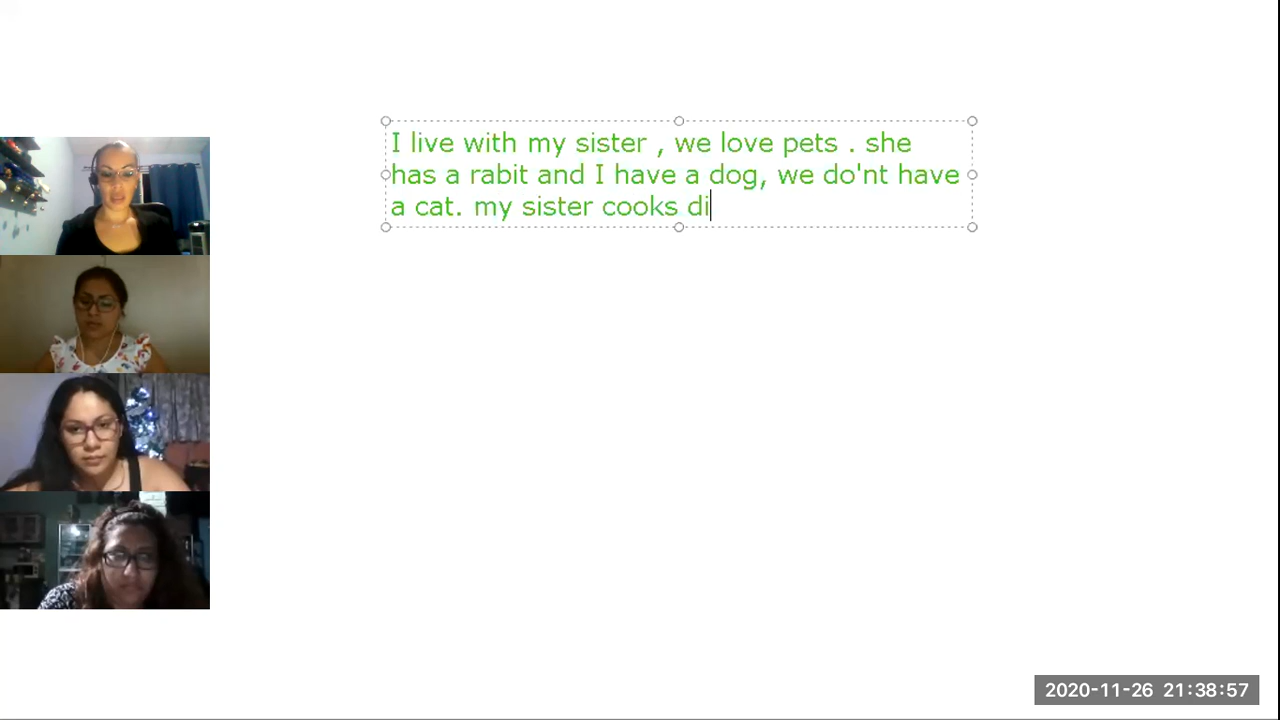 I live with my sister , we love pets . she
has a rabit and I have a dog, we do'nt have
a cat. my sister cooks di
2020-11-26 21:38:57